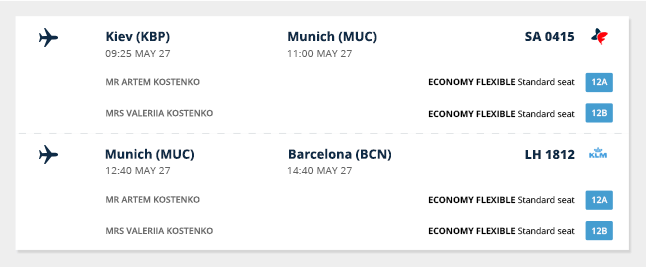 Kiev (KBP) Munich (MUC) SA 0415
09:25 MAY 27 11:00 MAY 27
MR ARTEM KOSTENKO ECONOMY FLEXIBLE Standard seat 12A
MRS VALERIIA KOSTENKO ECONOMY FLEXIBLE Standard seat 12B
Munich (MUC) Barcelona (BCN) LH 1812 KLM
12:40 MAY 27 14:40 MAY 27
MR ARTEM KOSTENKO ECONOMY FLEXIBLE Standard seat 12A
MRS VALERIIA KOSTENKO ECONOMY FLEXIBLE Standard seat 12B